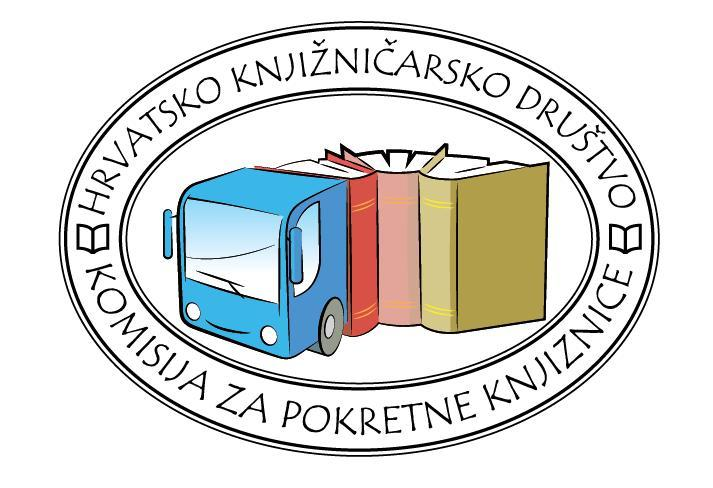 HRVATSKO KNJIŽNIČARSKO DRUŠTVO
KOMISIJA ZA POKRETNE KNJIZNICE